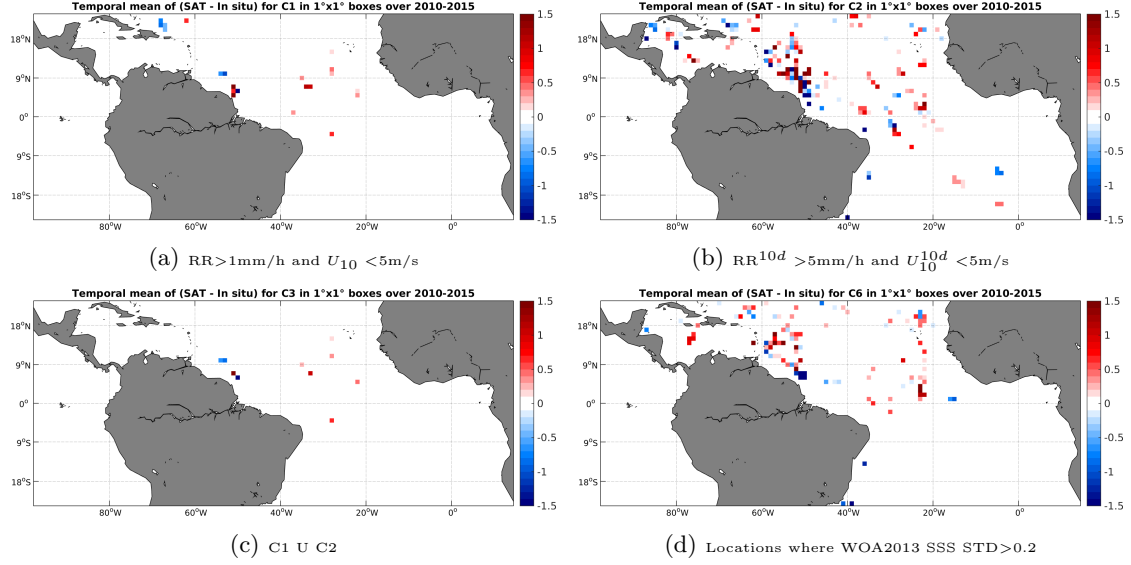 Temporal mean of (SAT - In situ) for C1 in 1°x1° boxes over 2010-2015
18°N
9°N
0°
9°S
18°S
80°W 60°W 40°W 20°W 0°
1.5
1
0.5
0
-0.5
-1
-1.5
(a) RR>1mm/h and U10 <5m/s
Temporal mean of (SAT - In situ) for C2 in 1°x1° boxes over 2010-2015
18°N
9°N
0°
9°S
18°S
80°W 60°W 40°W 20°W 0°
1.5
1
0.5
0
-0.5
-1
-1.5
(b) RR^10d >5mm/h and U10^10d <5m/s
Temporal mean of (SAT - In situ) for C3 in 1°x1° boxes over 2010-2015
18°N
9°N
0°
9°S
18°S
80°W 60°W 40°W 20°W 0°
1.5
1
0.5
0
-0.5
-1
-1.5
(c) C1 U C2
Temporal mean of (SAT - In situ) for C6 in 1°x1° boxes over 2010-2015
18°N
9°N
0°
9°S
18°S
80°W 60°W 40°W 20°W 0°
1.5
1
0.5
0
-0.5
-1
-1.5
(d) Locations where WOA2013 SSS STD>0.2